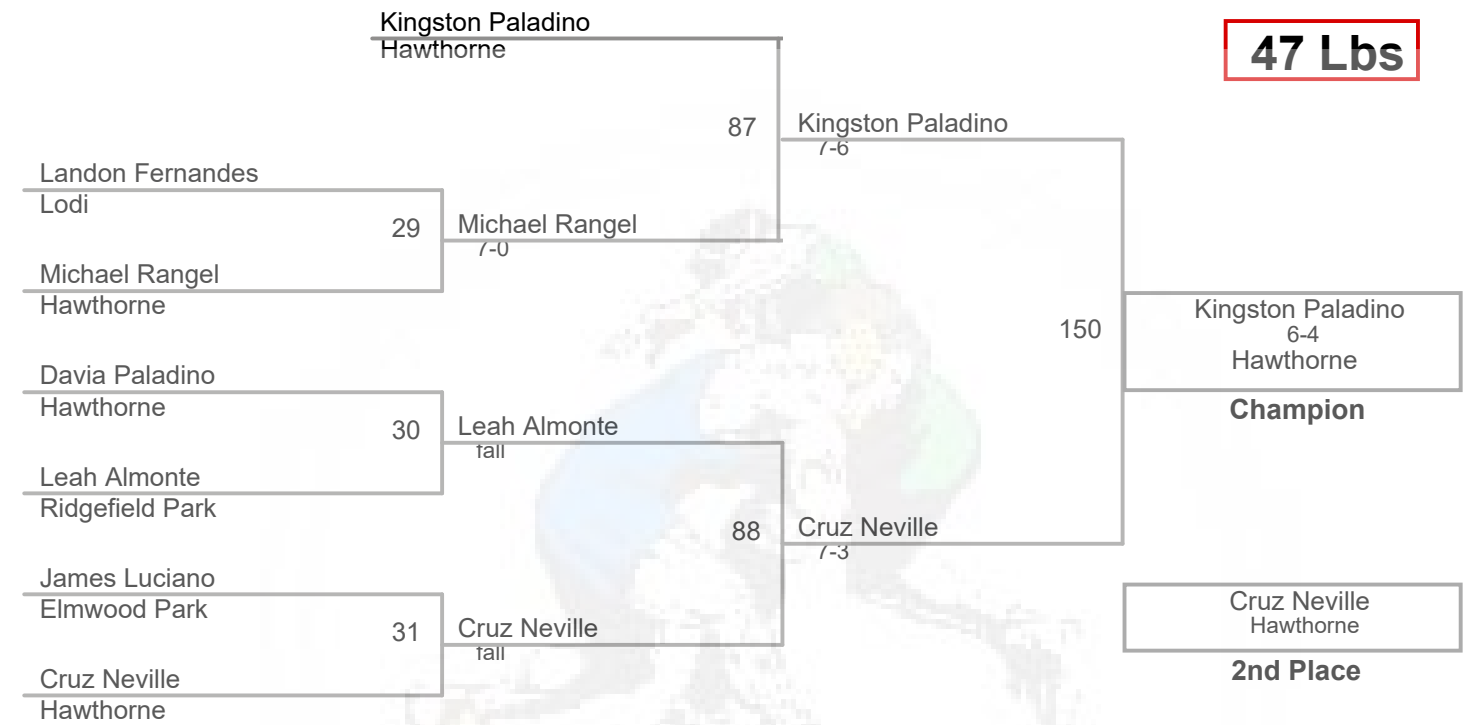 Kingston Paladino
Hawthorne
47 Lbs
87
Kingston Paladino
7-6
Landon Fernandes
Lodi
29
Michael Rangel
7-0
Michael Rangel
Hawthorne
150
Kingston Paladino
6-4
Hawthorne
Champion
Davia Paladino
Hawthorne
30
Leah Almonte
fall
Leah Almonte
Ridgefield Park
88
Cruz Neville
7-3
James Luciano
Elmwood Park
31
Cruz Neville
fall
Cruz Neville
Hawthorne
Cruz Neville
Hawthorne
2nd Place